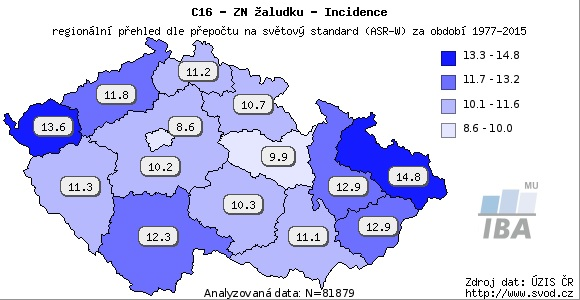 C16 - ZN žaludku - Incidence
regionální přehled dle přepočtu na světový standard (ASR-W) za období 1977-2015
13.3 - 14.8
11.7 - 13.2
10.1 - 11.6
8.6 - 10.0
11.2
11.8
10.7
13.6
8.6
9.9
10.2
14.8
11.3
12.9
10.3
12.3
11.1
12.9
MU
IBA
Analyzovaná data: N=81879
Zdroj dat: ÚZIS ČR
http://www.svod.cz